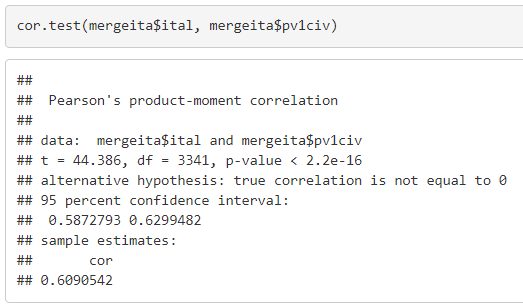 cor.test(mergeita$ital, mergeita$pv1civ)
##
##  Pearson's product-moment correlation
##
## data:  mergeita$ital and mergeita$pv1civ
## t = 44.386, df = 3341, p-value < 2.2e-16
## alternative hypothesis: true correlation is not equal to 0
## 95 percent confidence interval:
##  0.5872793 0.6299482
## sample estimates:
##       cor
## 0.6090542